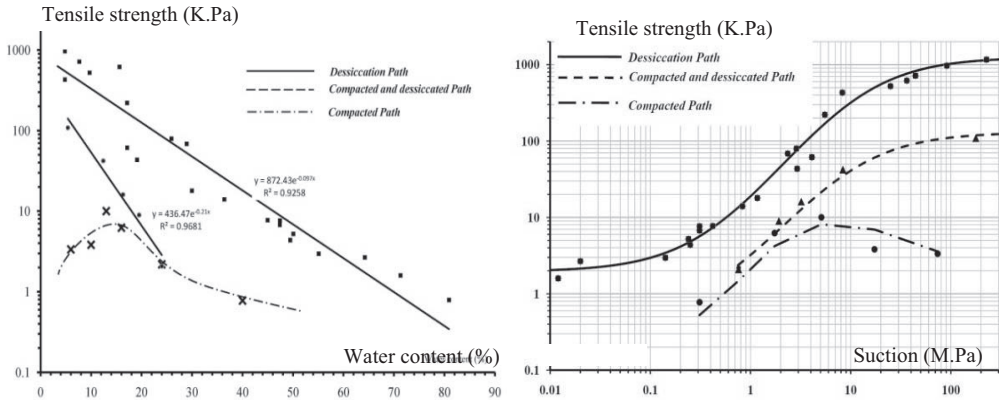 Tensile strength (K.Pa)
1000
100
10
1
0.1
0
10
20
30
40
50
60
70
80
90
Dessiccation Path
Compacted and dessiccated Path
Compacted Path
y = 872.43e^-0.097x
R² = 0.9258
y = 436.47e^-0.21x
R² = 0.9681
Water content (%)
Tensile strength (K.Pa)
Desiccation Path
Compacted and desiccated Path
Compacted Path
1000
100
10
1
0.1
0.01
0.1
1
10
100
Suction (M.Pa)